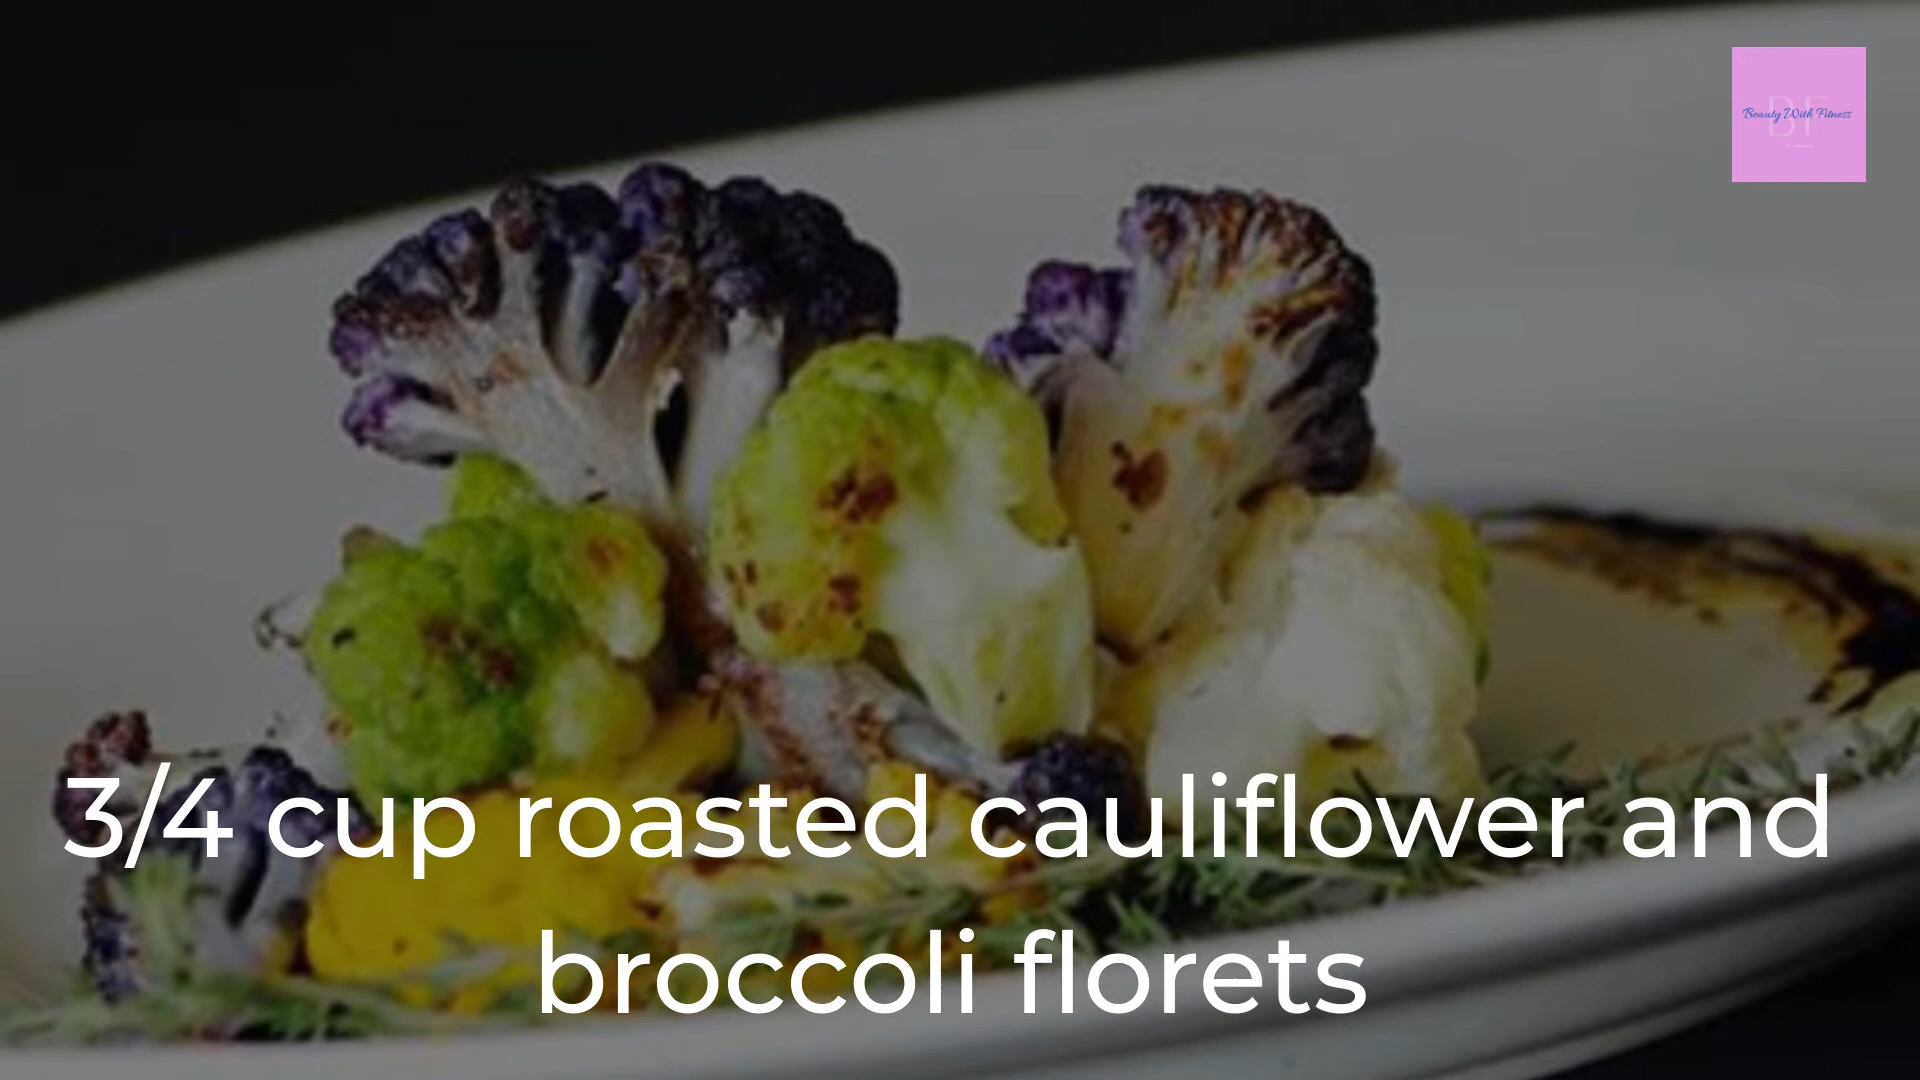 Beauty With Fitness
BF
3/4 cup roasted cauliflower and
broccoli florets